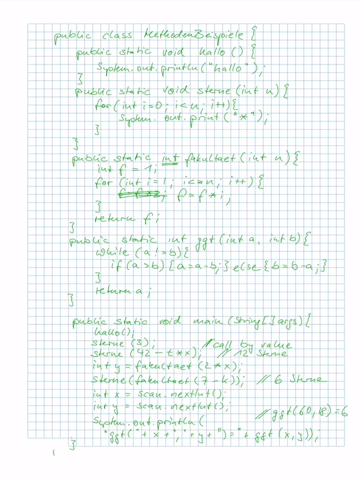 public class MethodenBeispiele {
public static void hallo () {
System.out.println("hallo");
}
public static void sterne (int n) {
for (int i=0; i<n; i++) {
System.out.print("*");
}
}
public static int fakultaet (int n) {
int f = 1;
for (int i=1; i<=n; i++) {
f = f*i;
}
return f;
}
public static int ggt (int a, int b) {
while (a != b) {
if (a>b) {a=a-b;} else {b=b-a;}
}
return a;
}
public static void main (String[] args) {
hallo();
sterne (3); // call by value
sterne (42 - t*x); // 12 Sterne
int y = fakultaet (2*x);
sterne (fakultaet (7-k)); // 6 Sterne
int x = scan.nextInt();
int y = scan.nextInt();
System.out.println( // ggt(60,18)=6
"ggt("+x+","+y+")="+ggt(x,y));
}